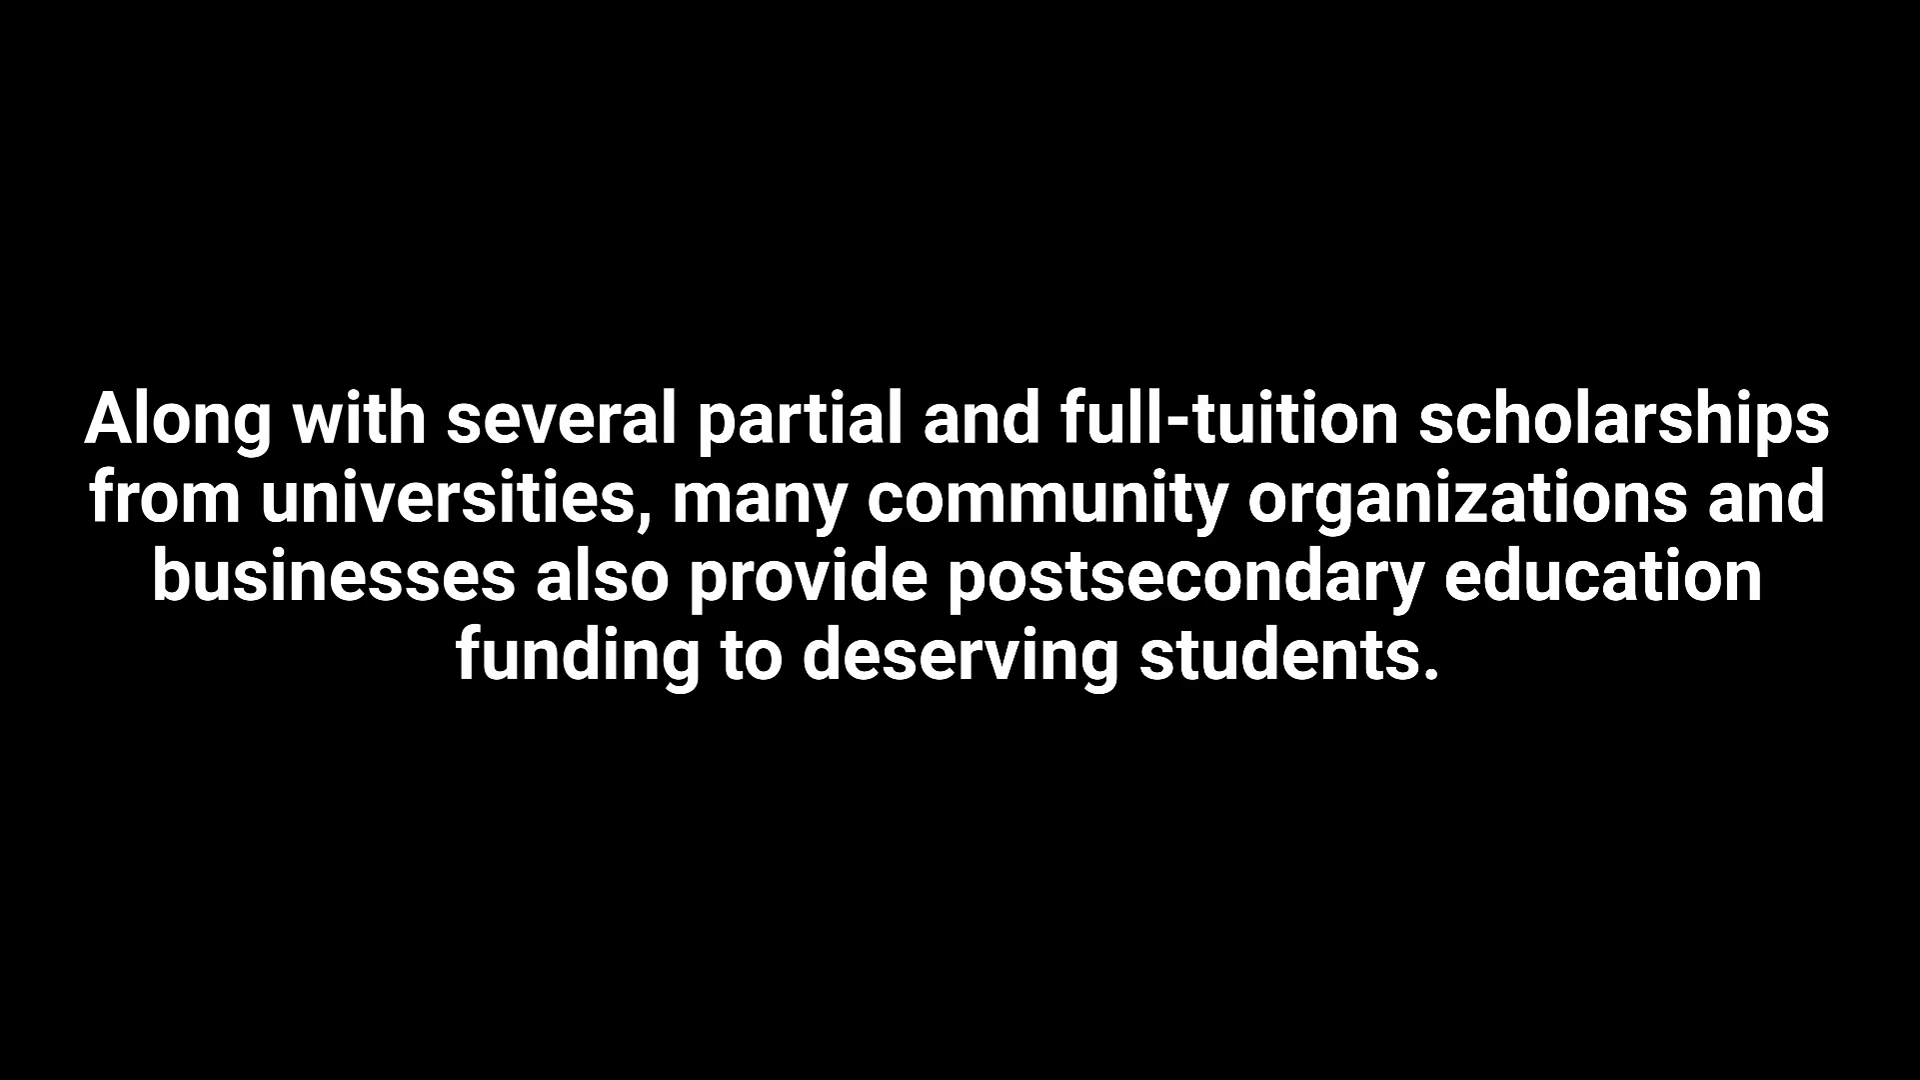 Along with several partial and full-tuition scholarships
from universities, many community organizations and
businesses also provide postsecondary education
funding to deserving students.